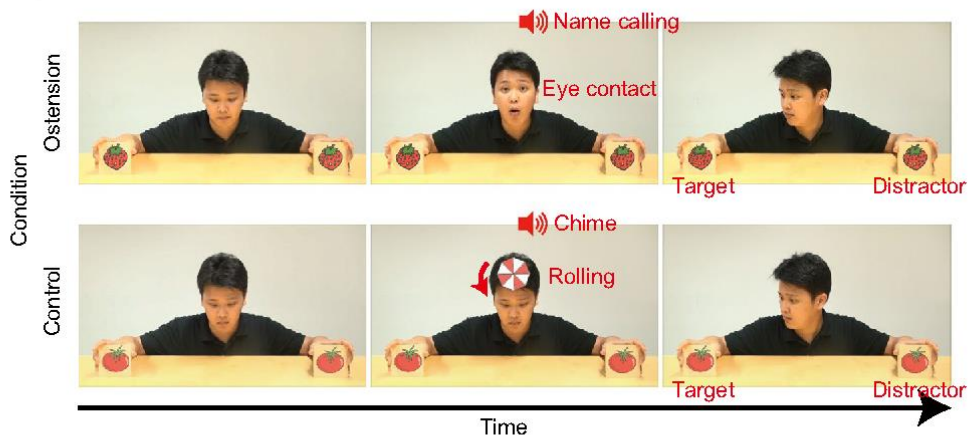 Condition
Ostension
Name calling
Eye contact
Target
Distractor
Control
Chime
Rolling
Target
Distractor
Time